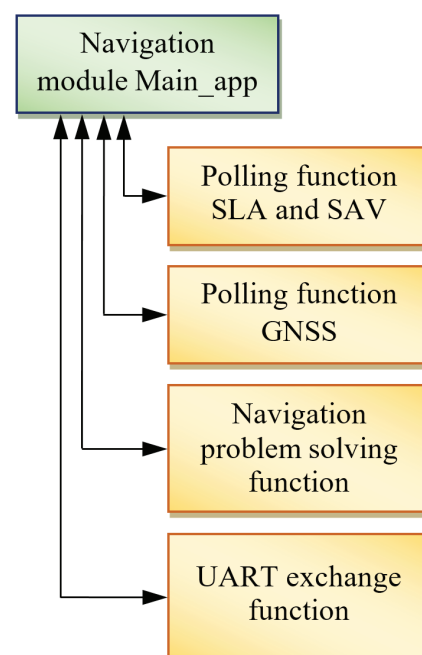 Navigation
module Main_app
Polling function
SLA and SAV
Polling function
GNSS
Navigation
problem solving
function
UART exchange
function